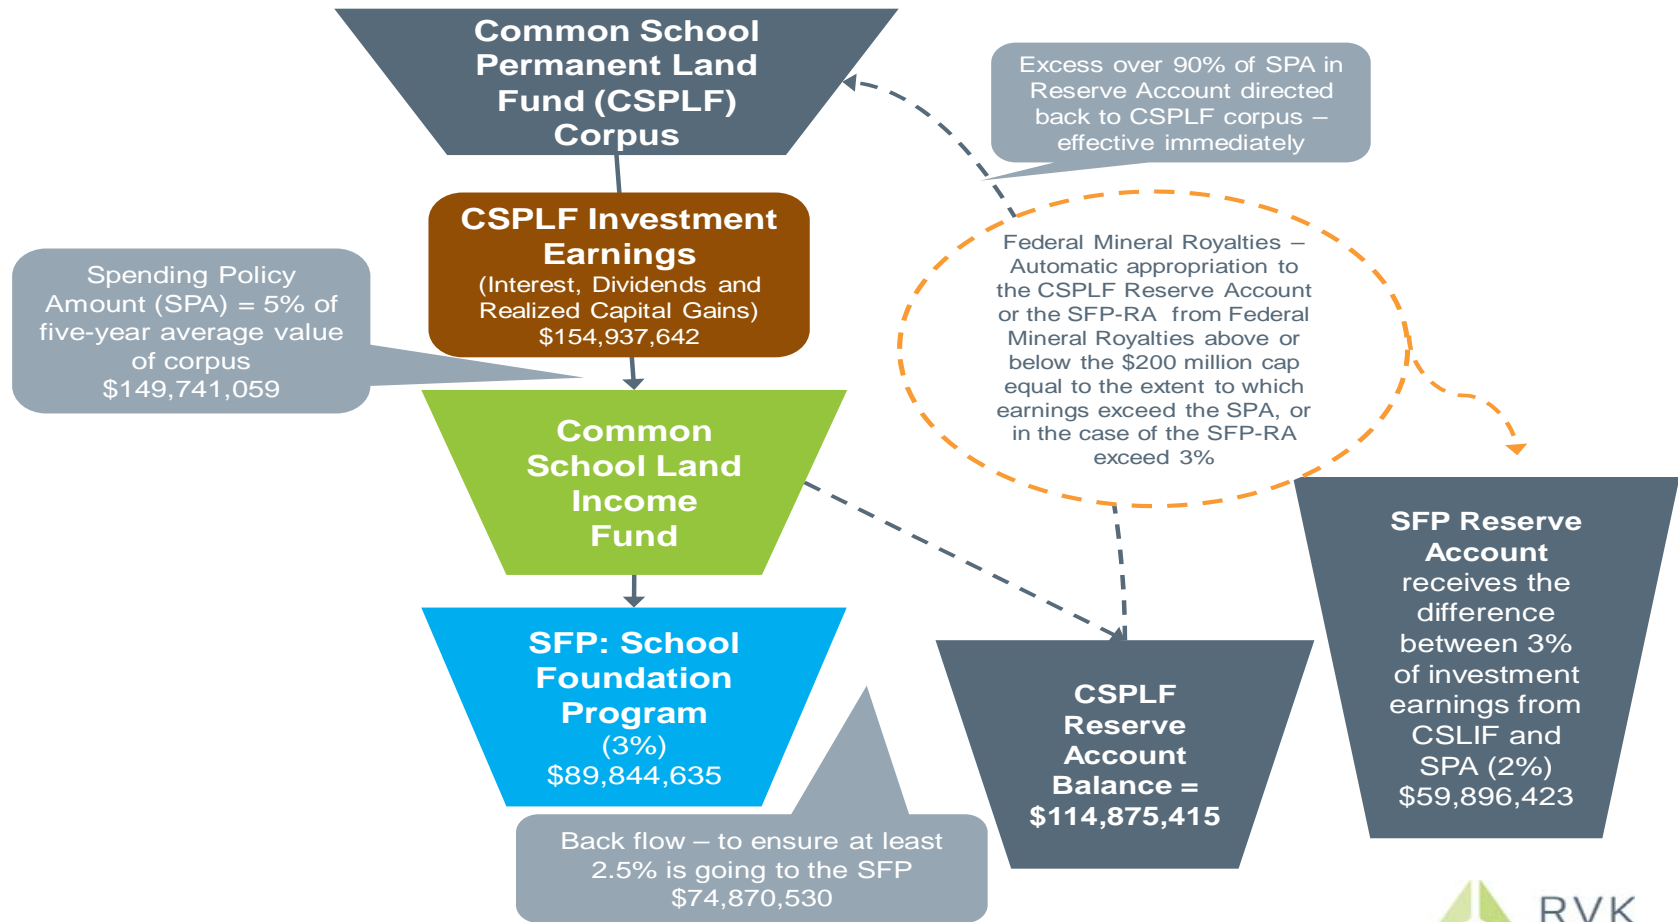 Common School
Permanent Land
Fund (CSPLF)
Corpus
Excess over 90% of SPA in
Reserve Account directed
back to CSPLF corpus –
effective immediately
CSPLF Investment
Earnings
(Interest, Dividends and
Realized Capital Gains)
$154,937,642
Spending Policy
Amount (SPA) = 5% of
five-year average value
of corpus
$149,741,059
Federal Mineral Royalties –
Automatic appropriation to
the CSPLF Reserve Account
or the SFP-RA from Federal
Mineral Royalties above or
below the $200 million cap
equal to the extent to which
earnings exceed the SPA, or
in the case of the SFP-RA
exceed 3%
Common
School Land
Income
Fund
SFP: School
Foundation
Program
(3%)
$89,844,635
Back flow – to ensure at least
2.5% is going to the SFP
$74,870,530
CSPLF
Reserve
Account
Balance =
$114,875,415
SFP Reserve
Account
receives the
difference
between 3%
of investment
earnings from
CSLIF and
SPA (2%)
$59,896,423
RVK